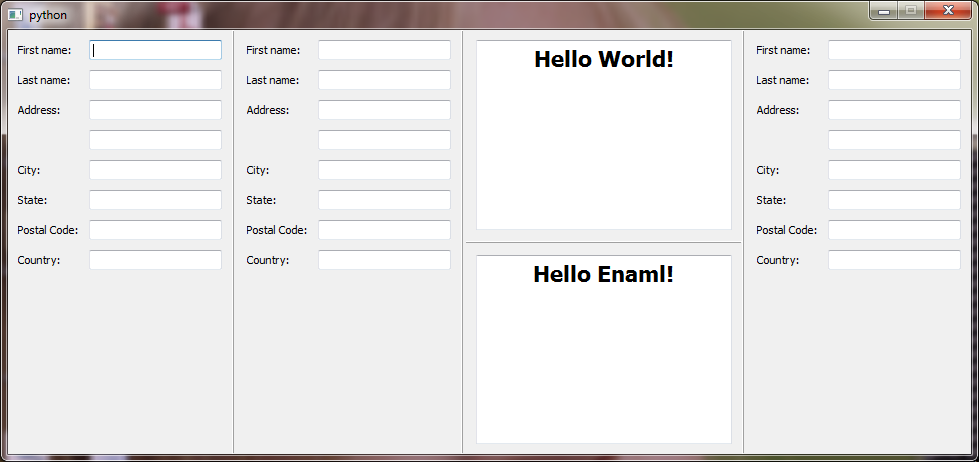 python
First name:
Last name:
Address:
City:
State:
Postal Code:
Country:
First name:
Last name:
Address:
City:
State:
Postal Code:
Country:
Hello World!
Hello Enaml!
First name:
Last name:
Address:
City:
State:
Postal Code:
Country: